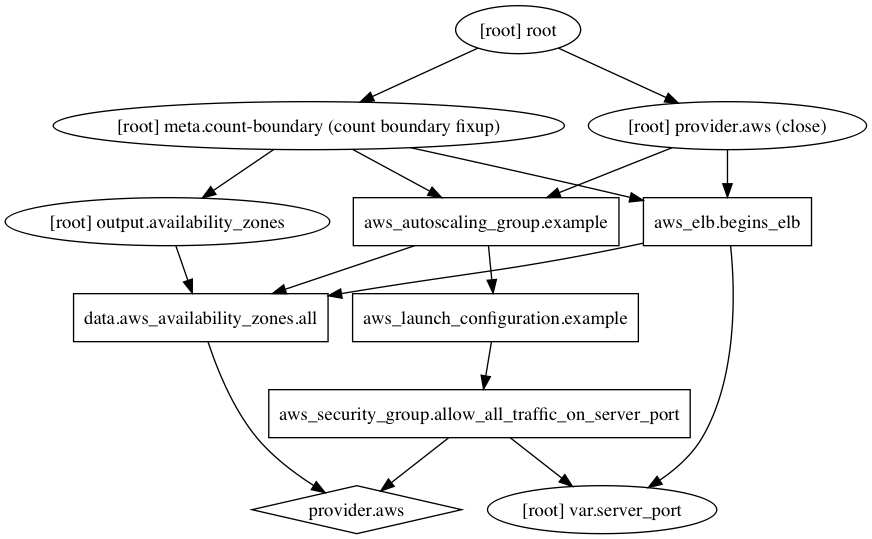 [root] root
[root] meta.count-boundary (count boundary fixup)
[root] provider.aws (close)
[root] output.availability_zones
aws_autoscaling_group.example
aws_elb.begins_elb
data.aws_availability_zones.all
aws_launch_configuration.example
aws_security_group.allow_all_traffic_on_server_port
provider.aws
[root] var.server_port